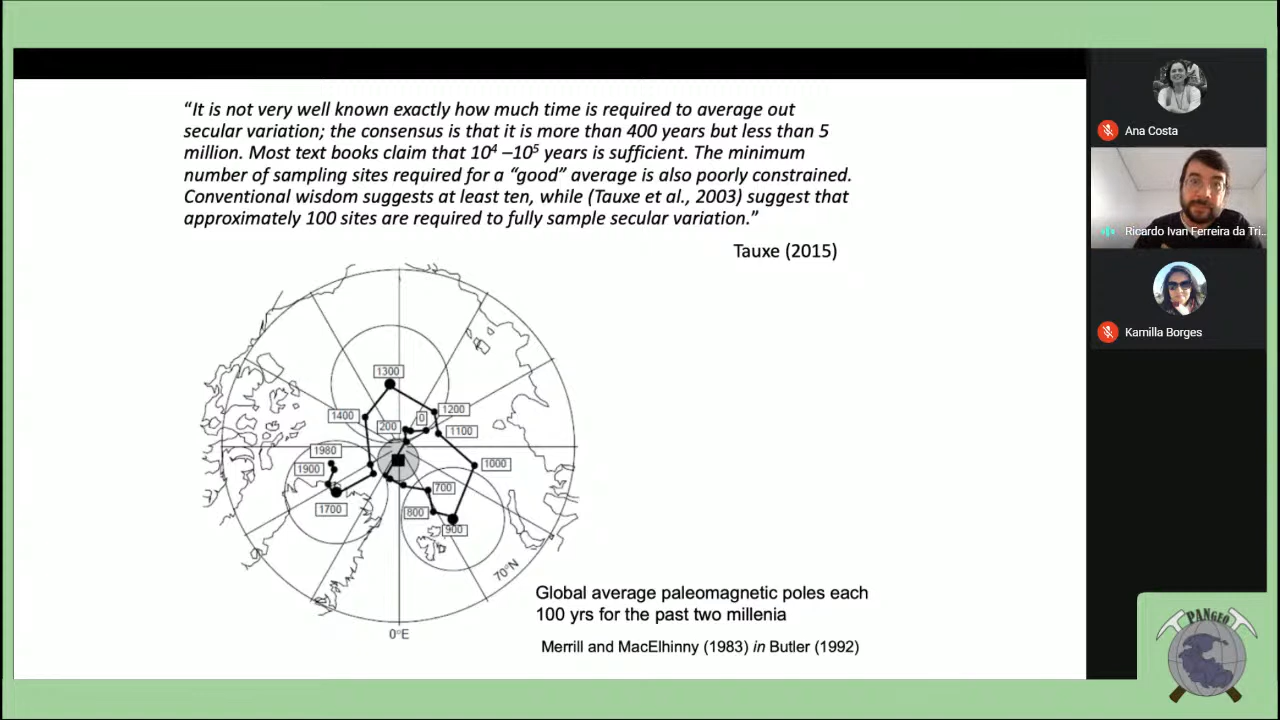 “It is not very well known exactly how much time is required to average out
secular variation; the consensus is that it is more than 400 years but less than 5
million. Most text books claim that 10⁴ –10⁵ years is sufficient. The minimum
number of sampling sites required for a “good” average is also poorly constrained.
Conventional wisdom suggests at least ten, while (Tauxe et al., 2003) suggest that
approximately 100 sites are required to fully sample secular variation.”
Tauxe (2015)
1300
1400
200
0
1200
1100
1980
1900
1000
1700
700
800
900
70°N
0°E
Global average paleomagnetic poles each
100 yrs for the past two millenia
Merrill and MacElhinny (1983) in Butler (1992)
Ana Costa
Ricardo Ivan Ferreira da Tri...
Kamilla Borges
PANGEO